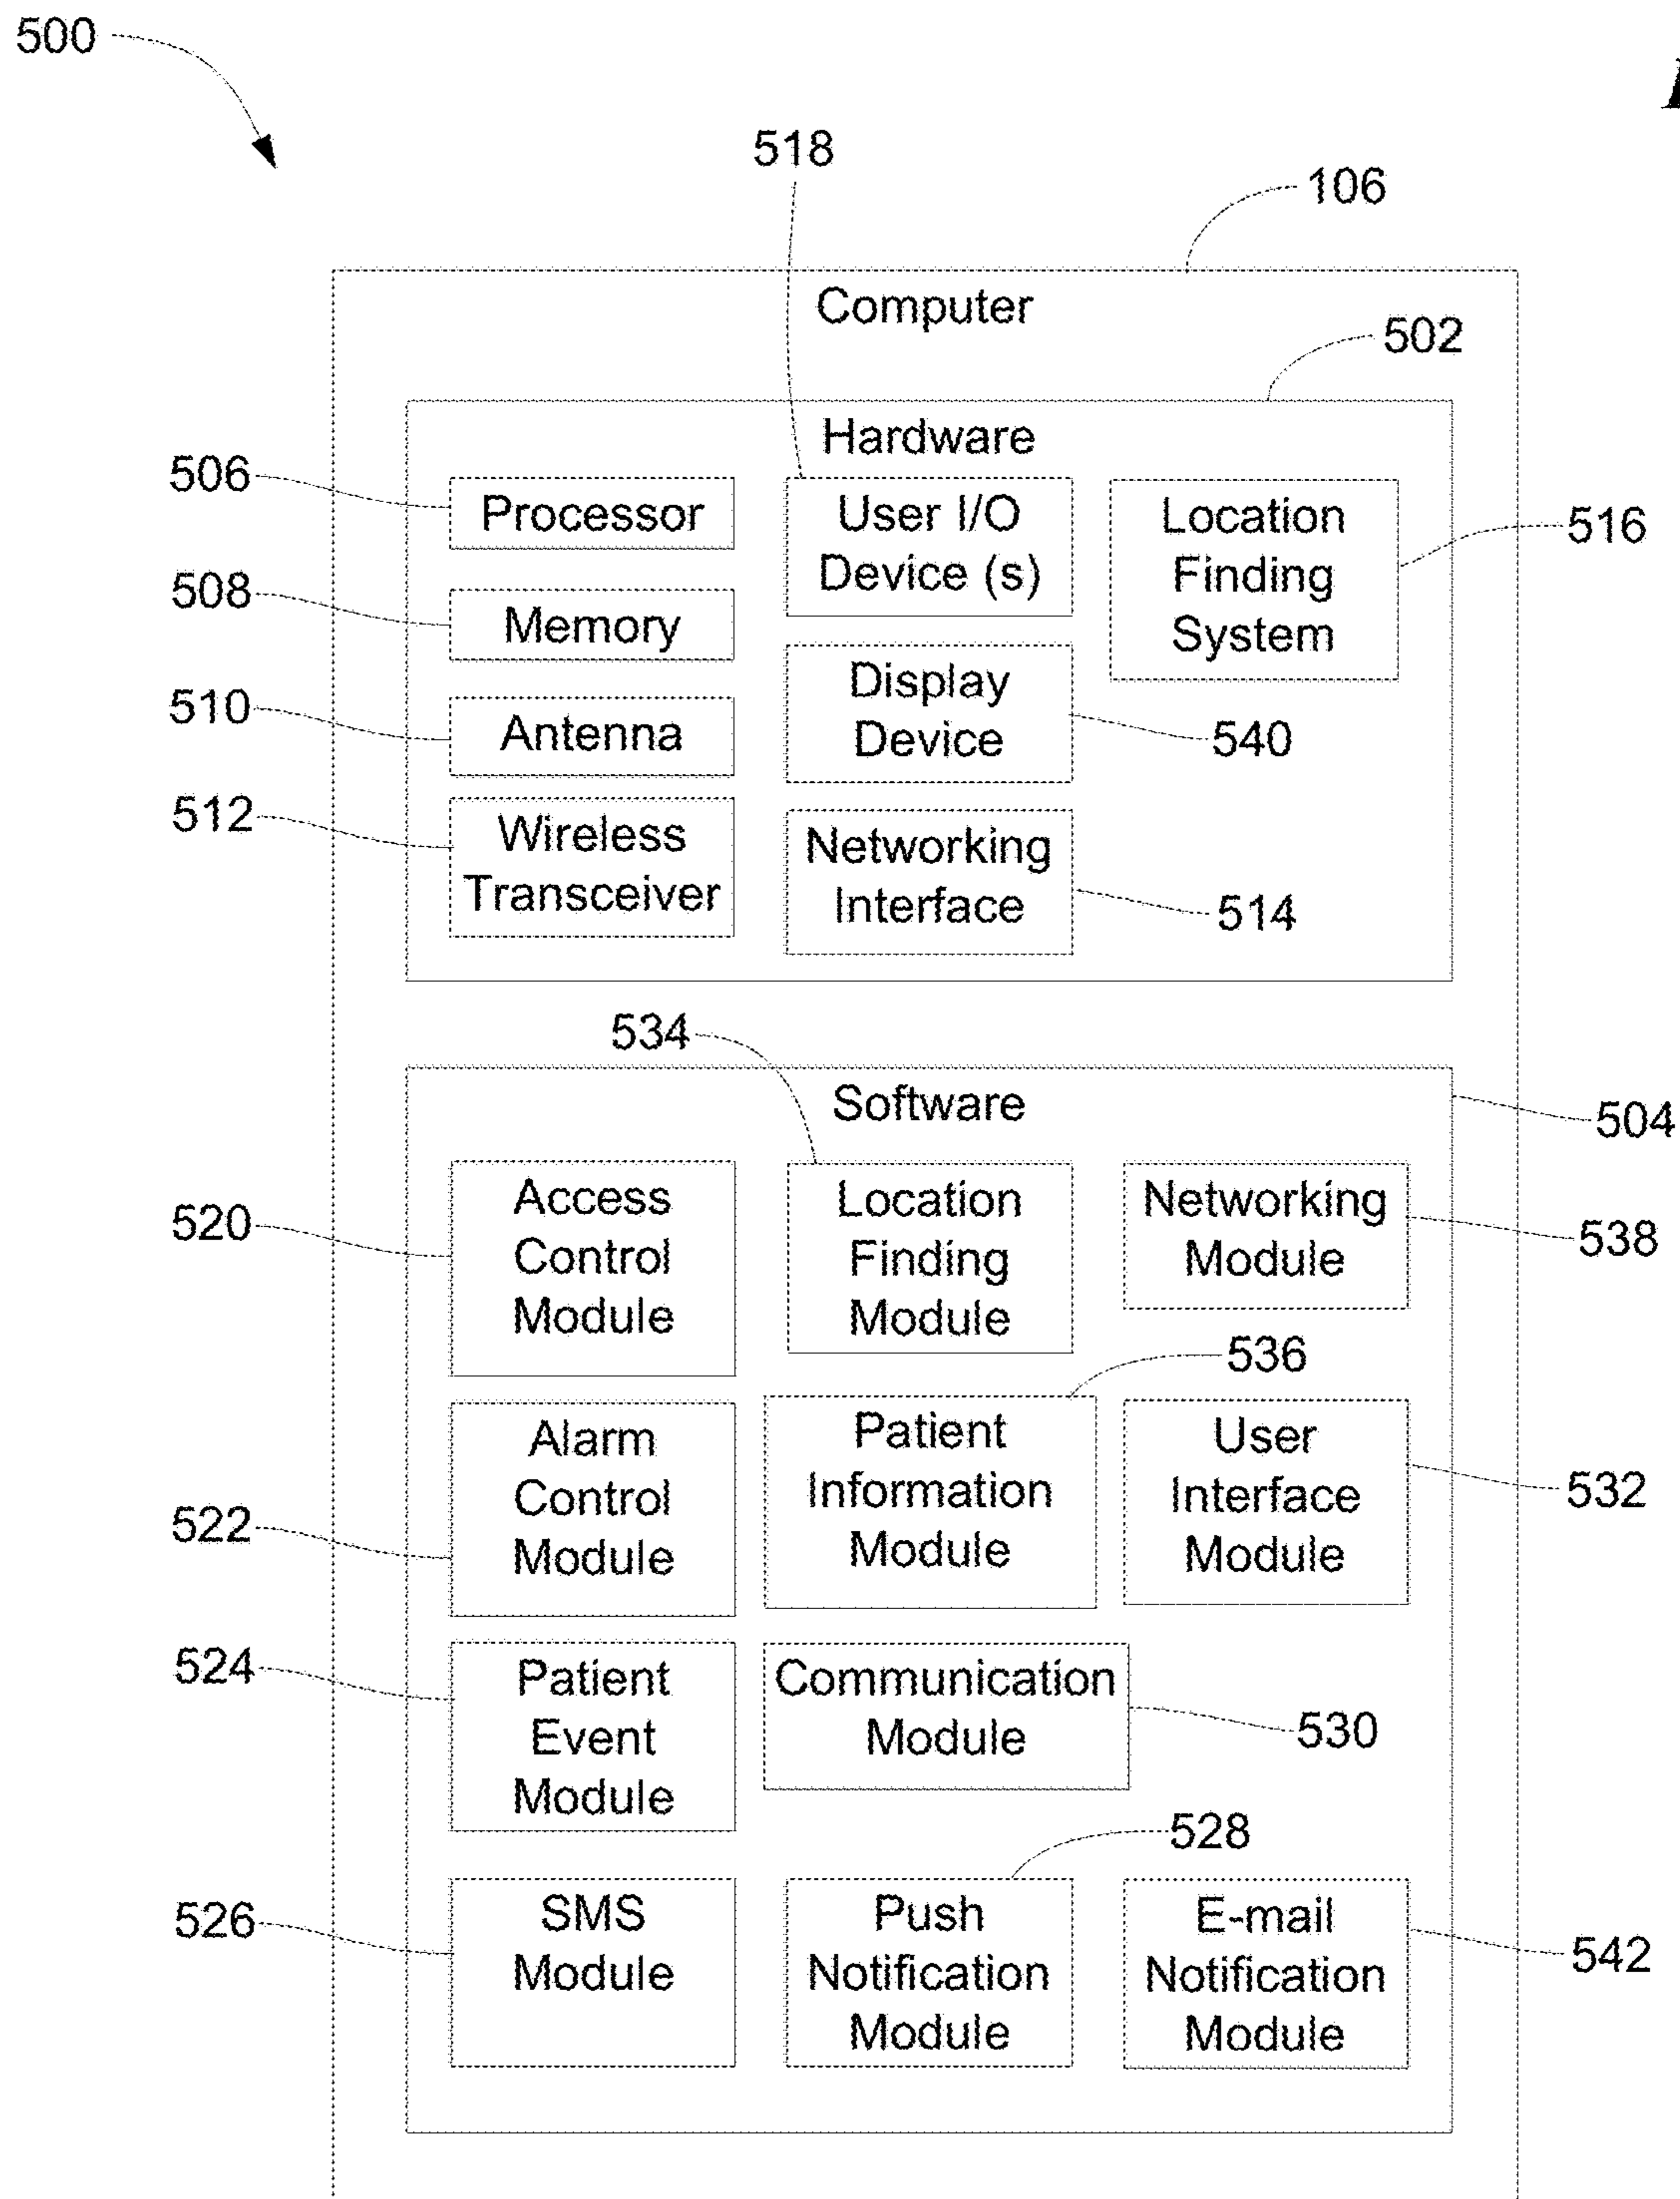 500
518
106
Computer
502
Hardware
506
Processor
User I/O
Device (s)
Location
Finding
System
516
508
Memory
510
Antenna
Display
Device
540
512
Wireless
Transceiver
Networking
Interface
514
534
Software
504
520
Access
Control
Module
Location
Finding
Module
Networking
Module
538
536
522
Alarm
Control
Module
Patient
Information
Module
User
Interface
Module
532
524
Patient
Event
Module
Communication
Module
530
528
526
SMS
Module
Push
Notification
Module
E-mail
Notification
Module
542